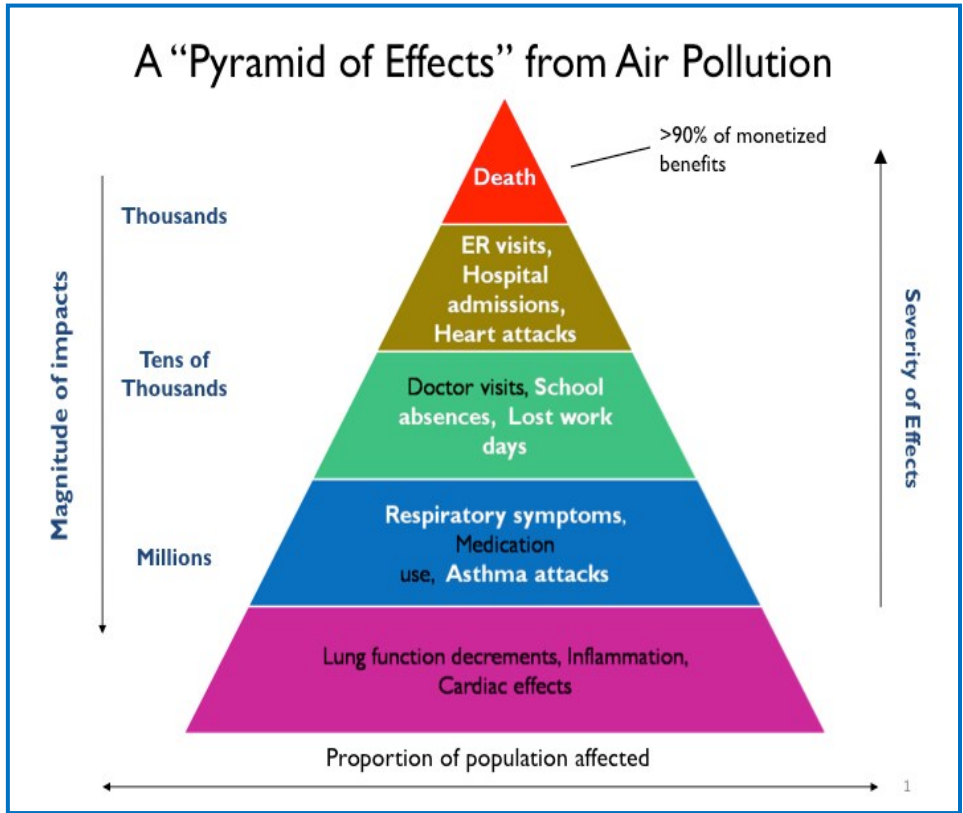 A “Pyramid of Effects” from Air Pollution
>90% of monetized
benefits
Death
Thousands
ER visits,
Hospital
admissions,
Heart attacks
Magnitude of impacts
Severity of Effects
Tens of
Thousands
Doctor visits, School
absences, Lost work
days
Respiratory symptoms,
Medication
use, Asthma attacks
Millions
Lung function decrements, Inflammation,
Cardiac effects
Proportion of population affected
1